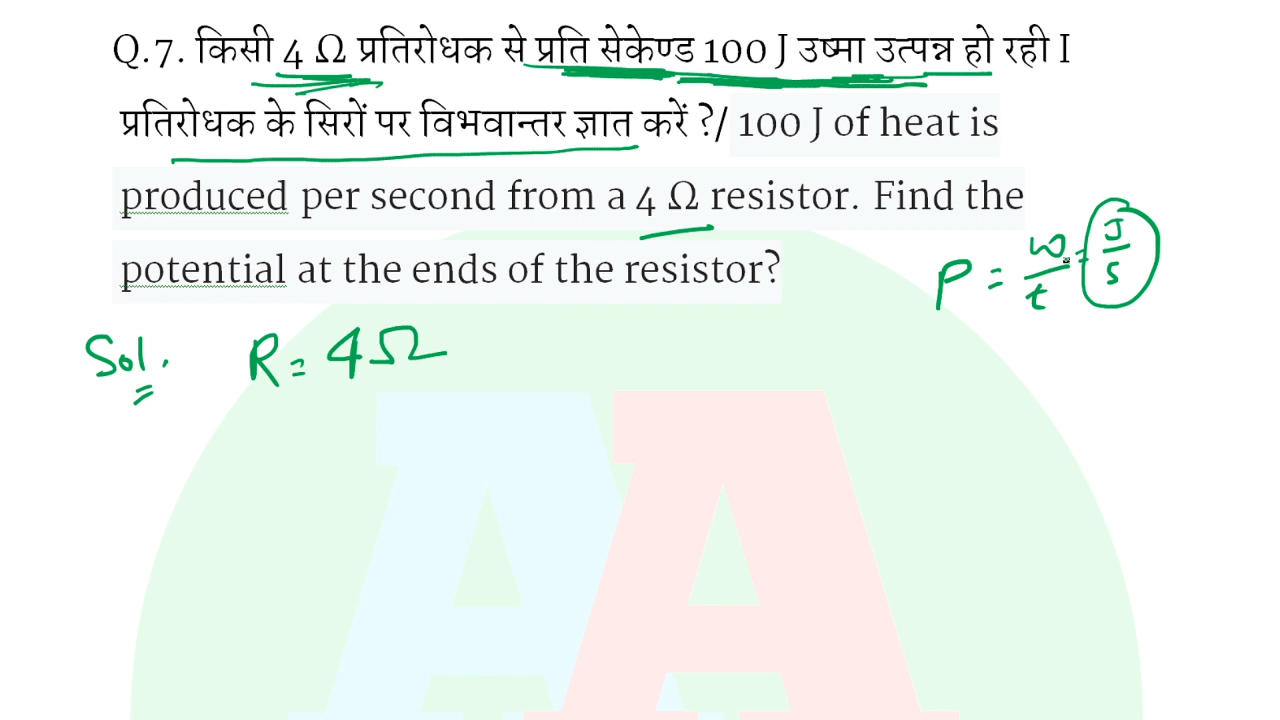 Q.7. किसी 4 Ω प्रतिरोधक से प्रति सेकेण्ड 100 J उष्मा उत्पन्न हो रही I
प्रतिरोधक के सिरों पर विभवान्तर ज्ञात करें ?/ 100 J of heat is
produced per second from a 4 Ω resistor. Find the
potential at the ends of the resistor?
P = w/t = J/s
Sol. R = 4Ω
AA